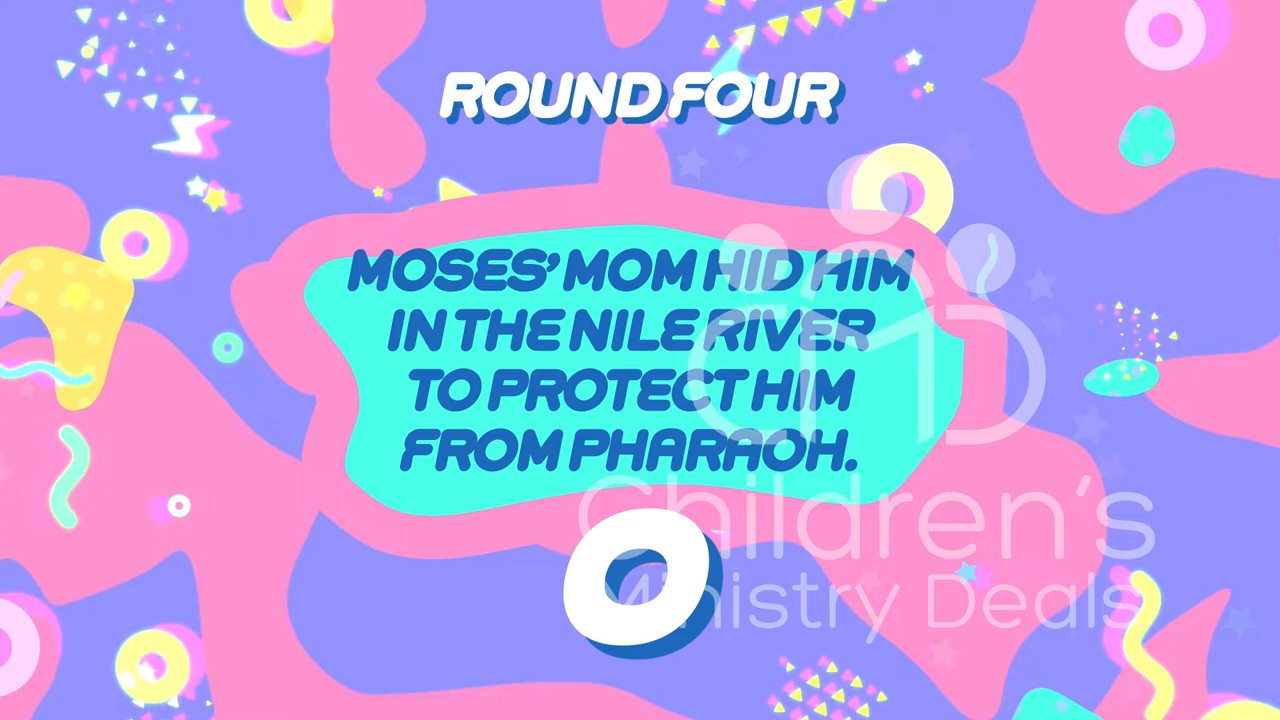 ROUND FOUR
MOSES' MOM HID HIM
IN THE NILE RIVER
TO PROTECT HIM
FROM PHARAOH.
0
Children's
Ministry Deals